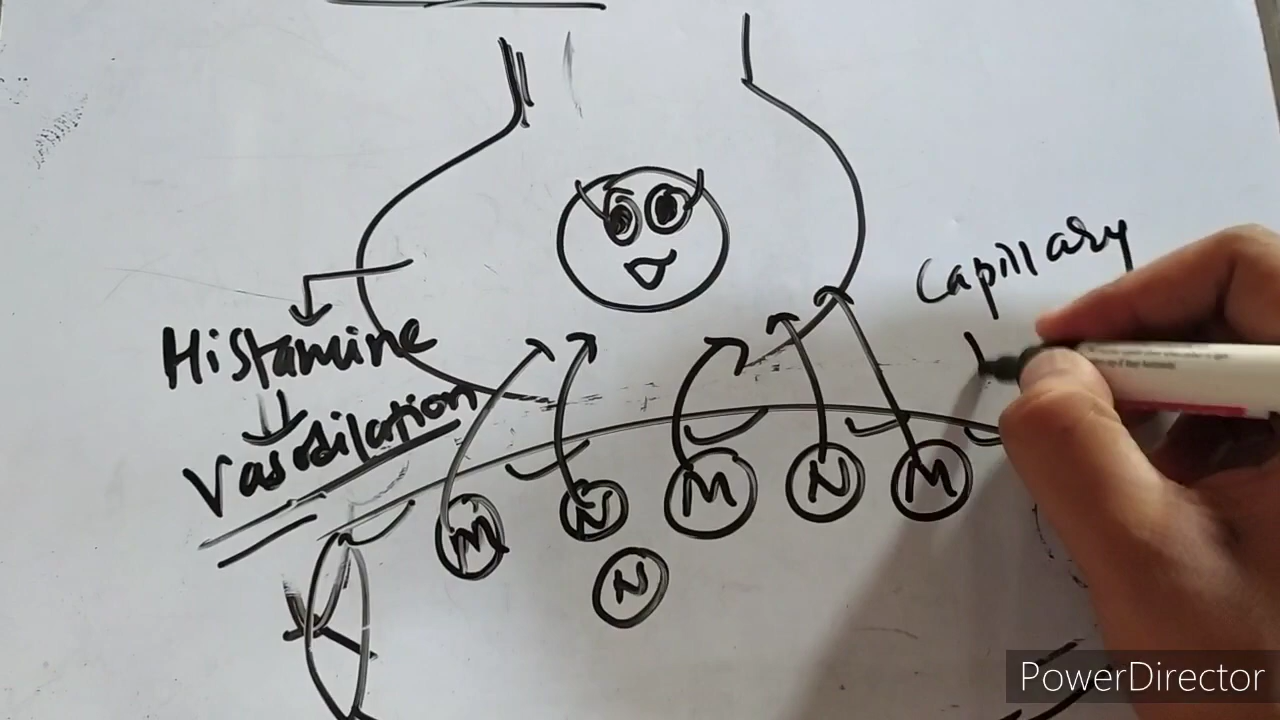 Capillary
Histamine
Vasodilation
M N M N M
N
PowerDirector